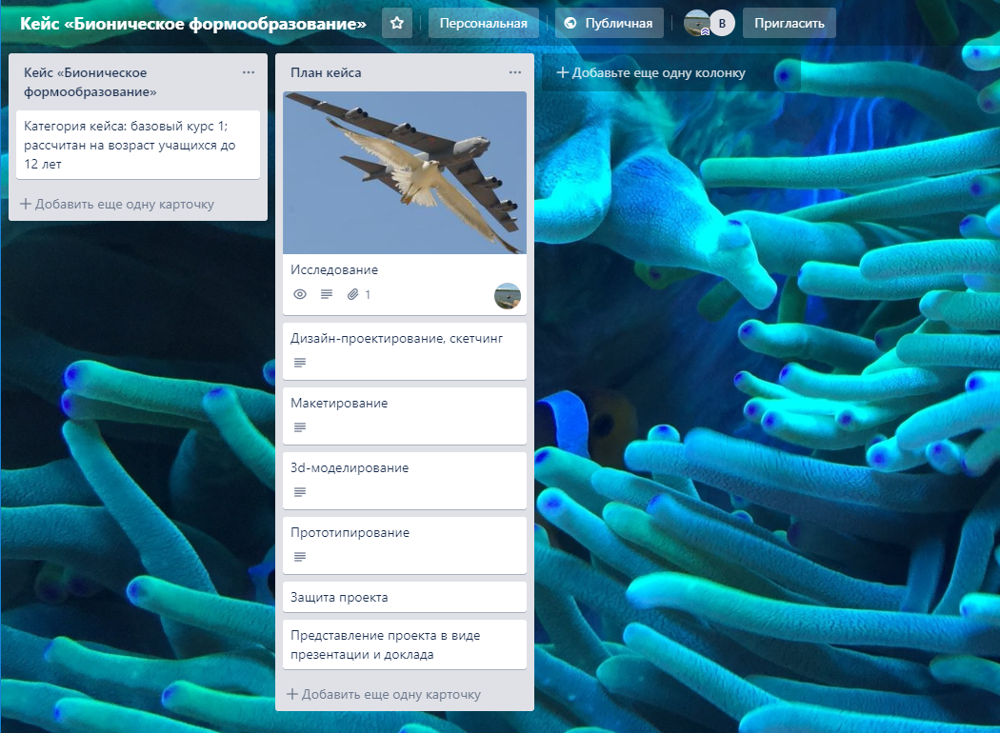 Кейс «Бионическое формообразование»
Персональная
Публичная
В
Пригласить
Кейс «Бионическое
формообразование»
Категория кейса: базовый курс 1;
рассчитан на возраст учащихся до
12 лет
Добавить еще одну карточку
План кейса
Исследование
1
Дизайн-проектирование, скетчинг
Макетирование
3d-моделирование
Прототипирование
Защита проекта
Представление проекта в виде
презентации и доклада
Добавить еще одну карточку
Добавьте еще одну колонку